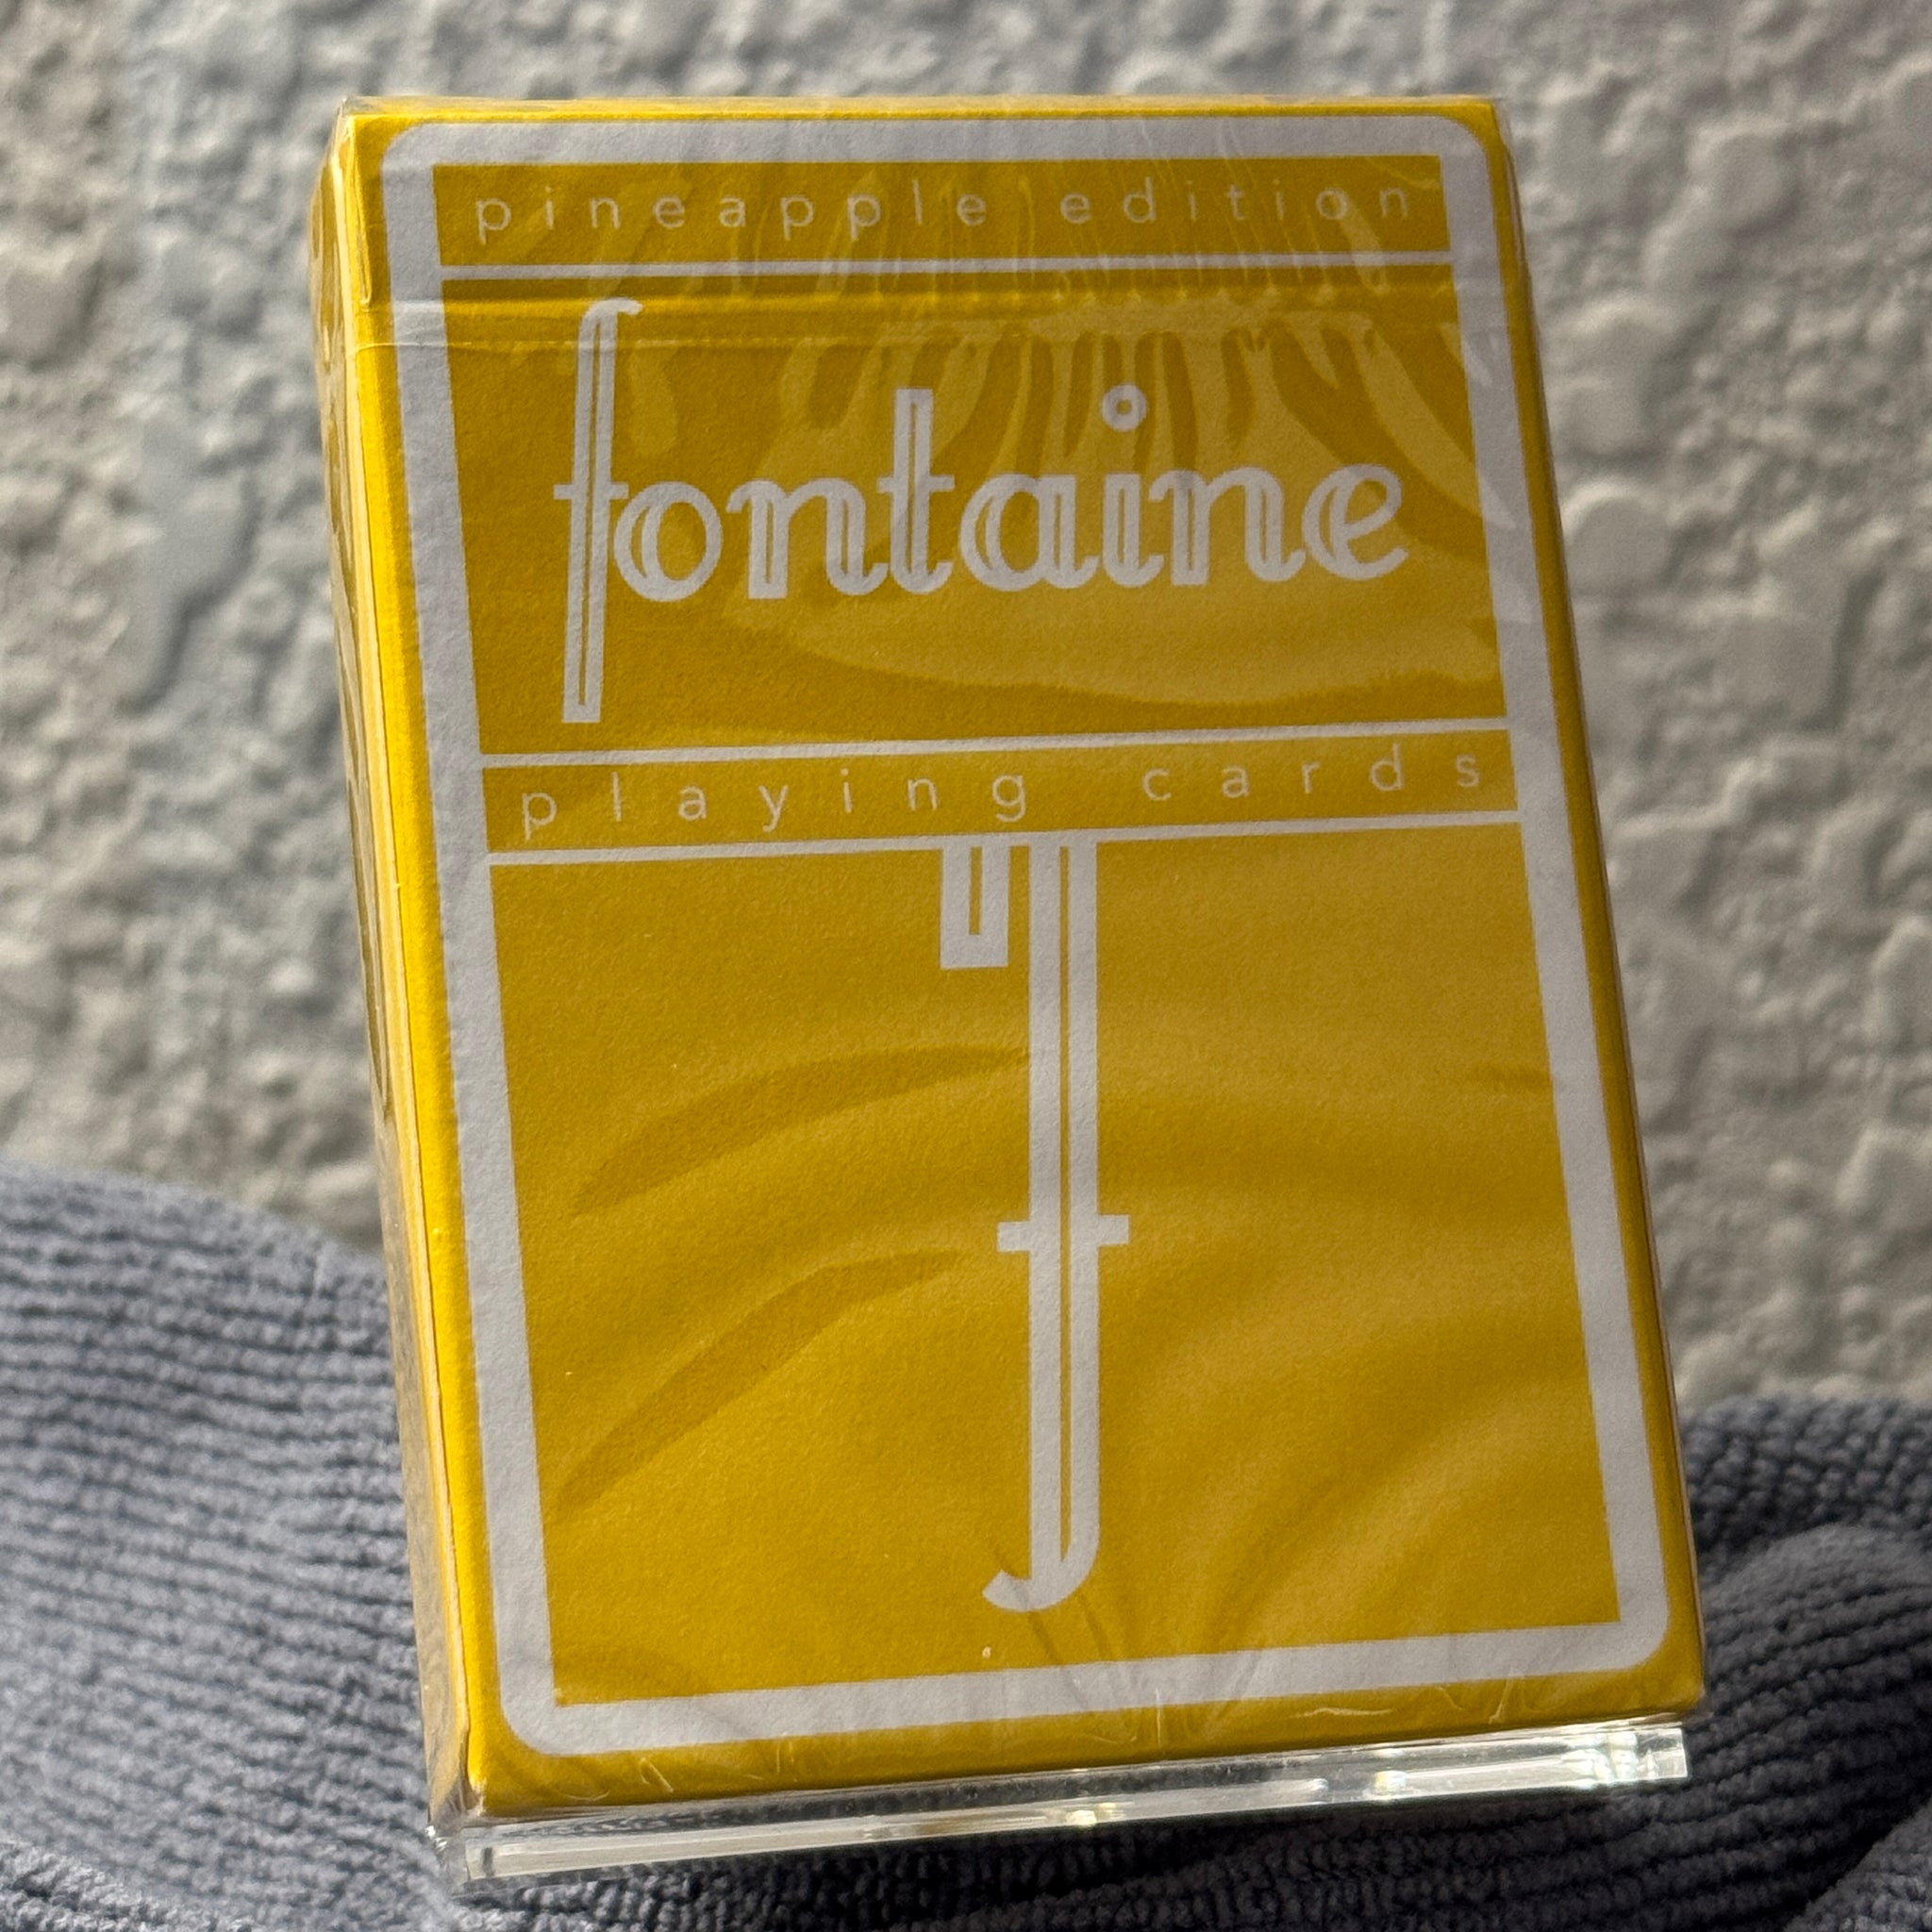 pineapple edition
fontaine
playing cards
f